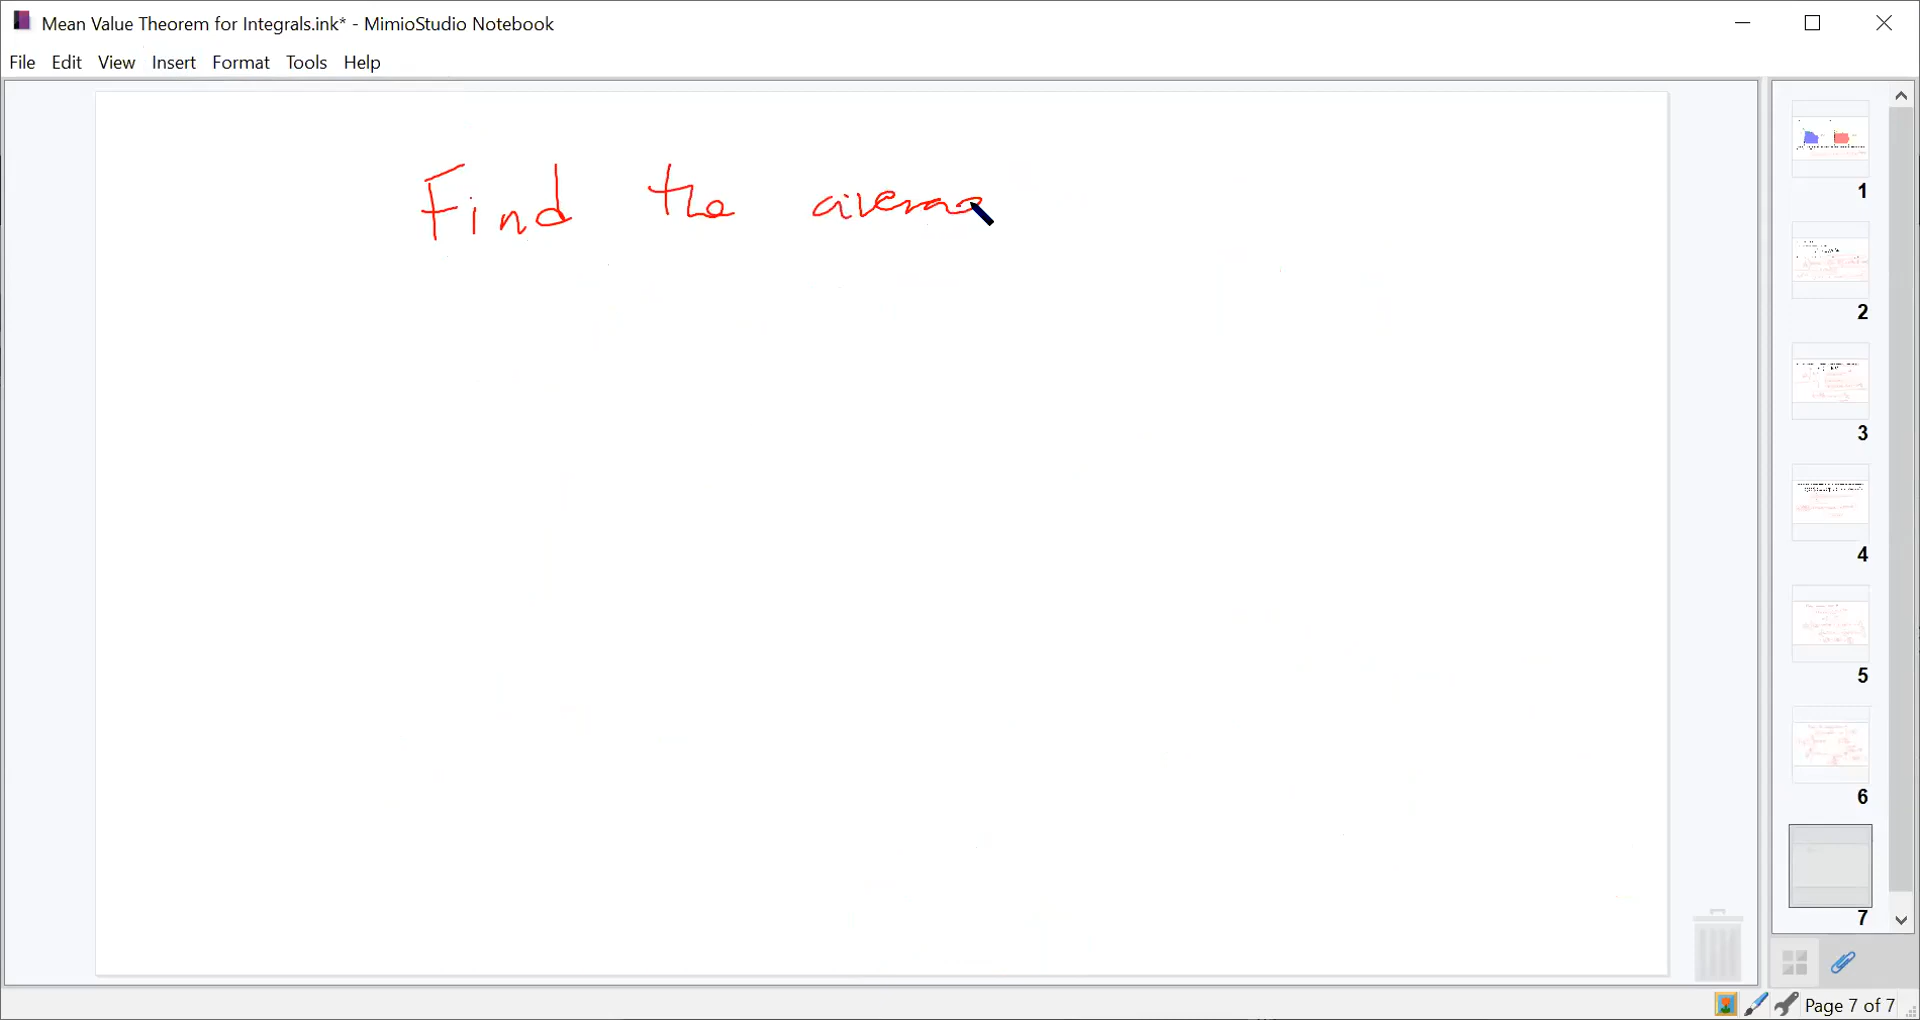 Mean Value Theorem for Integrals.ink* - MimioStudio Notebook
File Edit View Insert Format Tools Help
Find the avera
1
2
3
4
5
6
7
Page 7 of 7